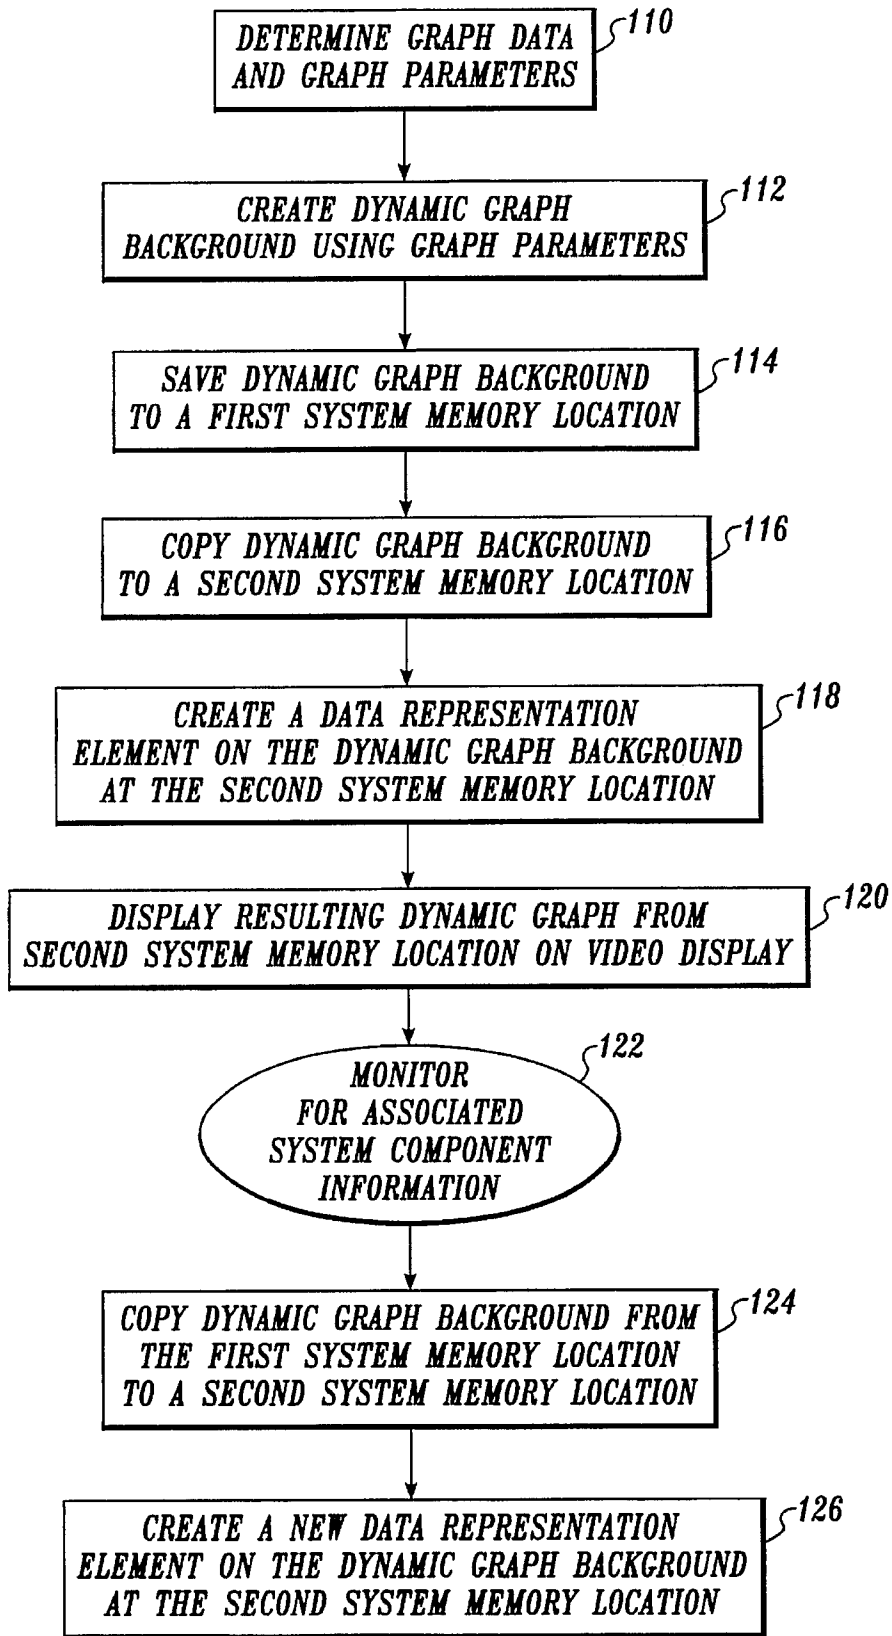 DETERMINE GRAPH DATA
AND GRAPH PARAMETERS
110
CREATE DYNAMIC GRAPH
BACKGROUND USING GRAPH PARAMETERS
112
SAVE DYNAMIC GRAPH BACKGROUND
TO A FIRST SYSTEM MEMORY LOCATION
114
COPY DYNAMIC GRAPH BACKGROUND
TO A SECOND SYSTEM MEMORY LOCATION
116
CREATE A DATA REPRESENTATION
ELEMENT ON THE DYNAMIC GRAPH BACKGROUND
AT THE SECOND SYSTEM MEMORY LOCATION
118
DISPLAY RESULTING DYNAMIC GRAPH FROM
SECOND SYSTEM MEMORY LOCATION ON VIDEO DISPLAY
120
MONITOR
FOR ASSOCIATED
SYSTEM COMPONENT
INFORMATION
122
COPY DYNAMIC GRAPH BACKGROUND FROM
THE FIRST SYSTEM MEMORY LOCATION
TO A SECOND SYSTEM MEMORY LOCATION
124
CREATE A NEW DATA REPRESENTATION
ELEMENT ON THE DYNAMIC GRAPH BACKGROUND
AT THE SECOND SYSTEM MEMORY LOCATION
126